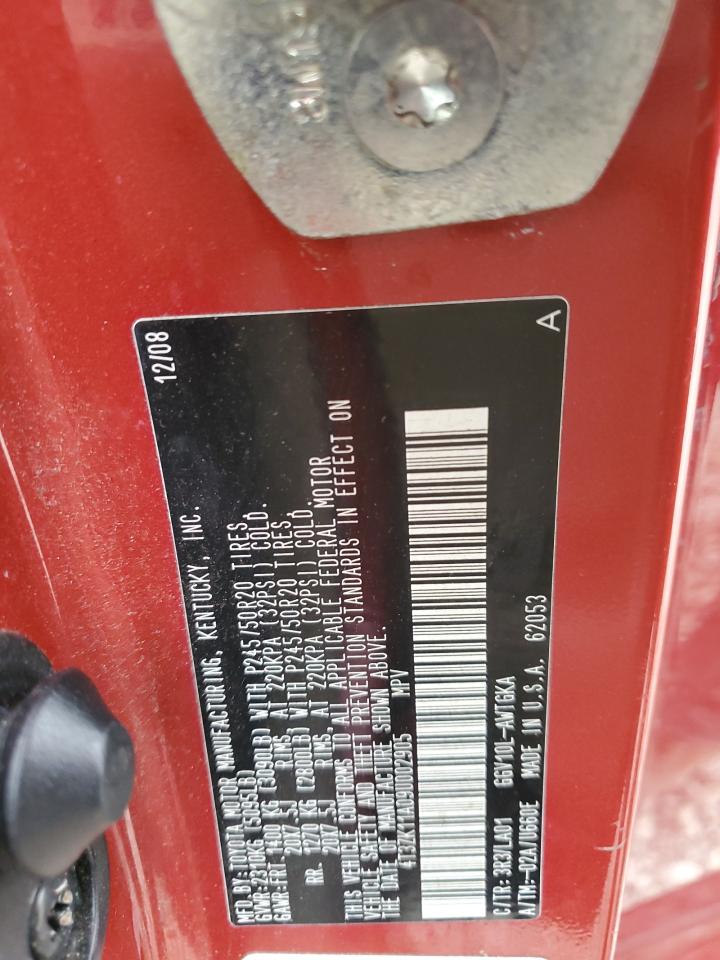 12/08
MFD. BY: TOYOTA MOTOR MANUFACTURING, KENTUCKY, INC.
GVWR: 2310KG (5095LB)
GAWR: FRT 1400 KG (3090LB) WITH P245/50R20 TIRES,
20X7.5J RIMS, AT 220KPA (32PSI) COLD.
RR. 1270 KG (2800LB) WITH P245/50R20 TIRES,
20X7.5J RIMS, AT 220KPA (32PSI) COLD.
THIS VEHICLE CONFORMS TO ALL APPLICABLE FEDERAL MOTOR
VEHICLE SAFETY AND THEFT PREVENTION STANDARDS IN EFFECT ON
THE DATE OF MANUFACTURE SHOWN ABOVE.
MPV
C/TR: 3R3/LA01 GGV10L-AWTGKA
A/TM:-02A/U660E MADE IN U.S.A. 62053
A